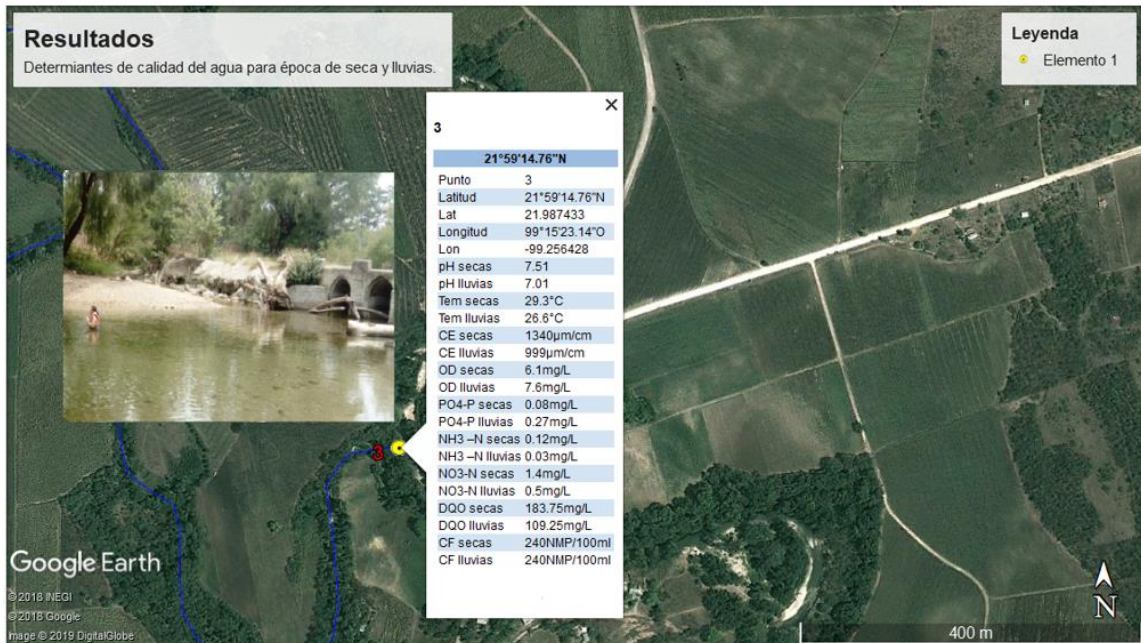 Resultados
Determiantes de calidad del agua para época de seca y lluvias.
Leyenda
Elemento 1
3
21°59'14.76"N
Punto 3
Latitud 21°59'14.76"N
Lat 21.987433
Longitud 99°15'23.14"O
Lon -99.256428
pH secas 7.51
pH lluvias 7.01
Tem secas 29.3°C
Tem lluvias 26.6°C
CE secas 1340µm/cm
CE lluvias 999µm/cm
OD secas 6.1mg/L
OD lluvias 7.6mg/L
PO4-P secas 0.08mg/L
PO4-P lluvias 0.27mg/L
NH3 –N secas 0.12mg/L
NH3 –N lluvias 0.03mg/L
NO3-N secas 1.4mg/L
NO3-N lluvias 0.5mg/L
DQO secas 183.75mg/L
DQO lluvias 109.25mg/L
CF secas 240NMP/100ml
CF lluvias 240NMP/100ml
3
Google Earth
© 2018 INEGI
© 2018 Google
Image © 2019 DigitalGlobe
N
400 m